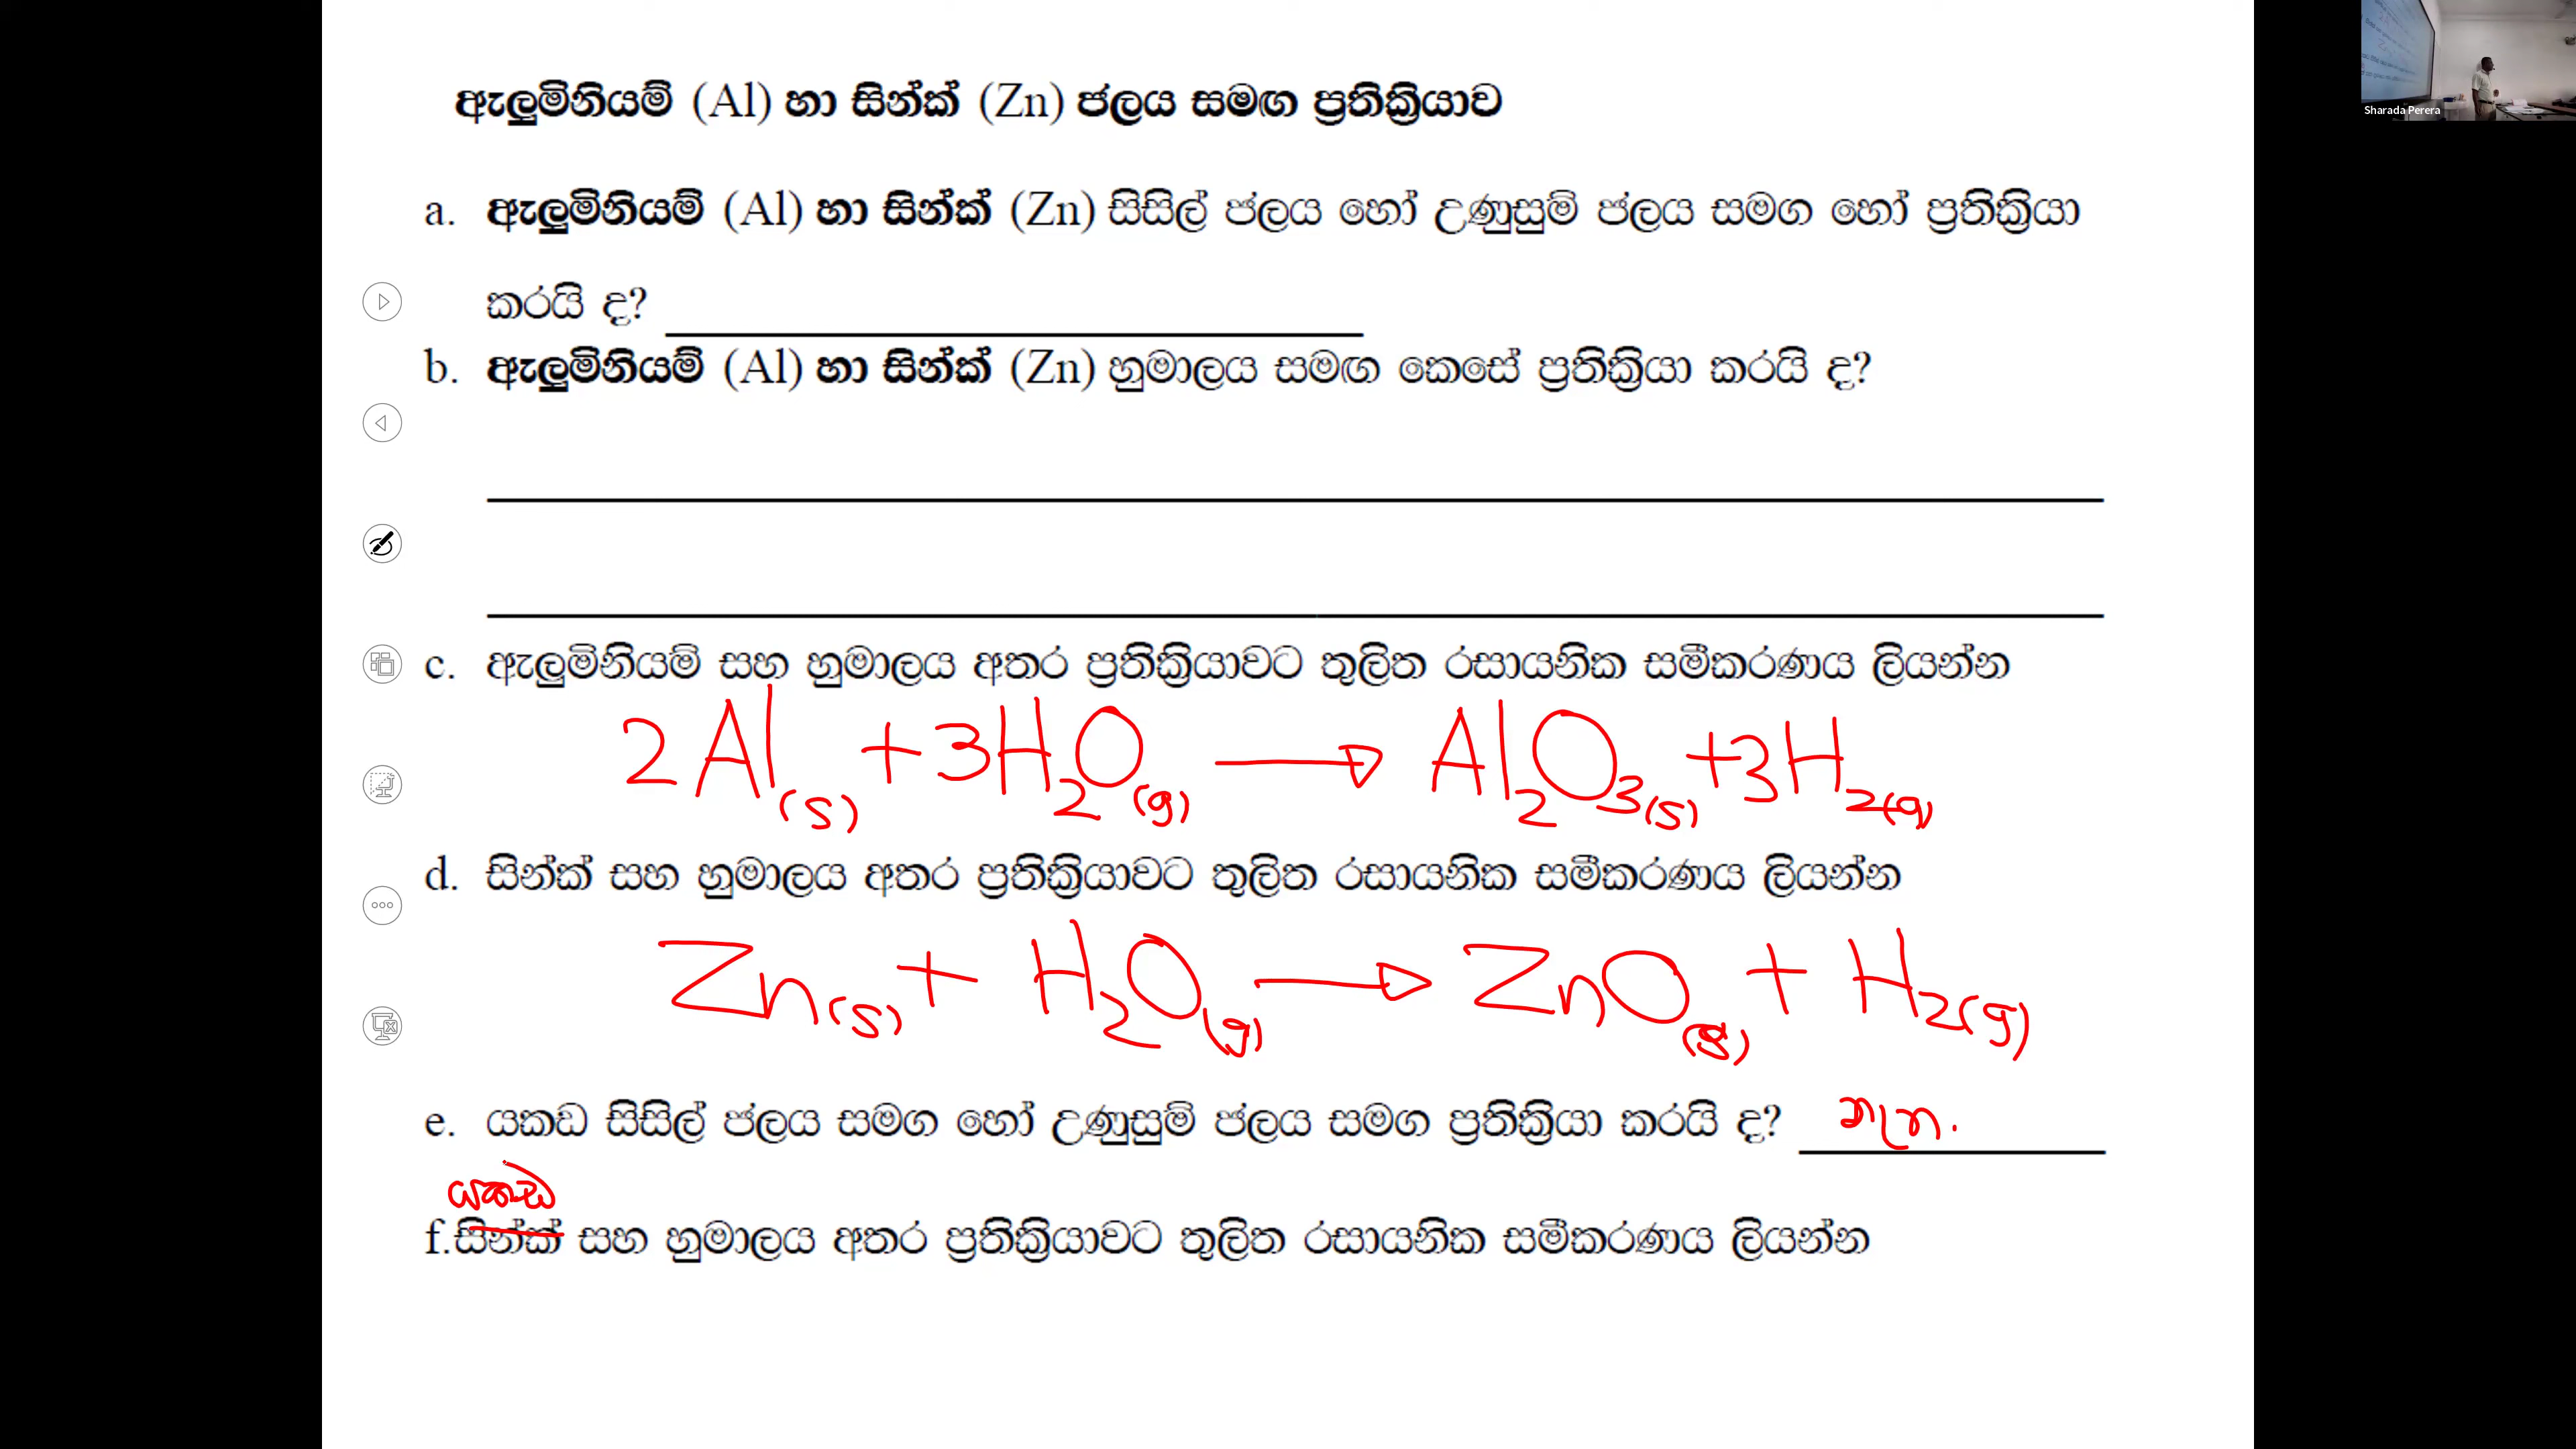 ඇලුමිනියම් (Al) හා සින්ක් (Zn) ජලය සමඟ ප්‍රතික්‍රියාව
a. ඇලුමිනියම් (Al) හා සින්ක් (Zn) සිසිල් ජලය හෝ උණුසුම් ජලය සමග හෝ ප්‍රතික්‍රියා
කරයි ද?
b. ඇලුමිනියම් (Al) හා සින්ක් (Zn) හුමාලය සමඟ කෙසේ ප්‍රතික්‍රියා කරයි ද?
c. ඇලුමිනියම් සහ හුමාලය අතර ප්‍රතික්‍රියාවට තුලිත රසායනික සමීකරණය ලියන්න
2Al(s) + 3H₂O(g) → Al₂O₃(s) + 3H₂(g)
d. සින්ක් සහ හුමාලය අතර ප්‍රතික්‍රියාවට තුලිත රසායනික සමීකරණය ලියන්න
Zn(s) + H₂O(g) → ZnO(s) + H₂(g)
e. යකඩ සිසිල් ජලය සමග හෝ උණුසුම් ජලය සමග ප්‍රතික්‍රියා කරයි ද? නැත.
යකඩ
f.සින්ක් සහ හුමාලය අතර ප්‍රතික්‍රියාවට තුලිත රසායනික සමීකරණය ලියන්න
Sharada Perera